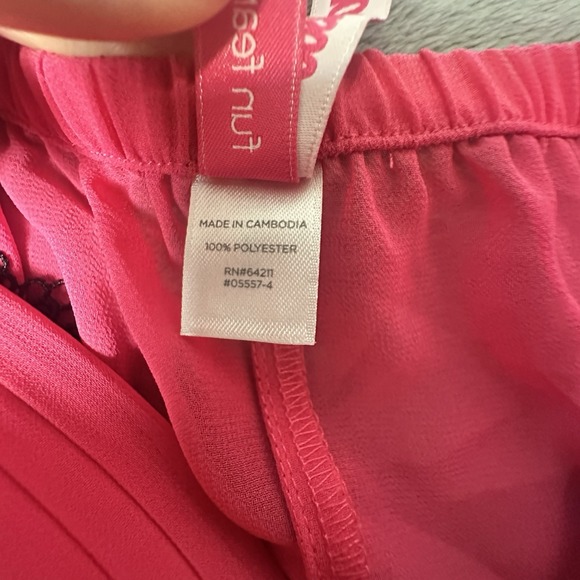 MADE IN CAMBODIA
100% POLYESTER
RN#64211
#05557-4